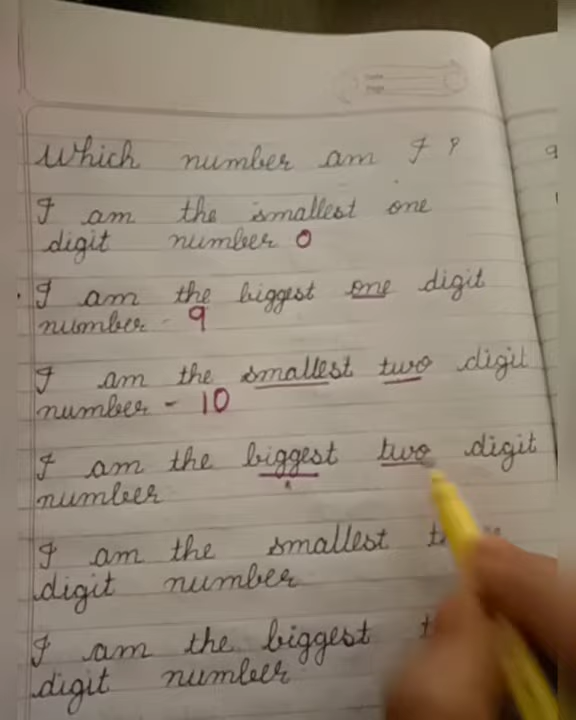 Which number am I ?
I am the smallest one
digit number 0
I am the biggest one digit
number - 9
I am the smallest two digit
number - 10
I am the biggest two digit
number
I am the smallest
digit number
I am the biggest
digit number